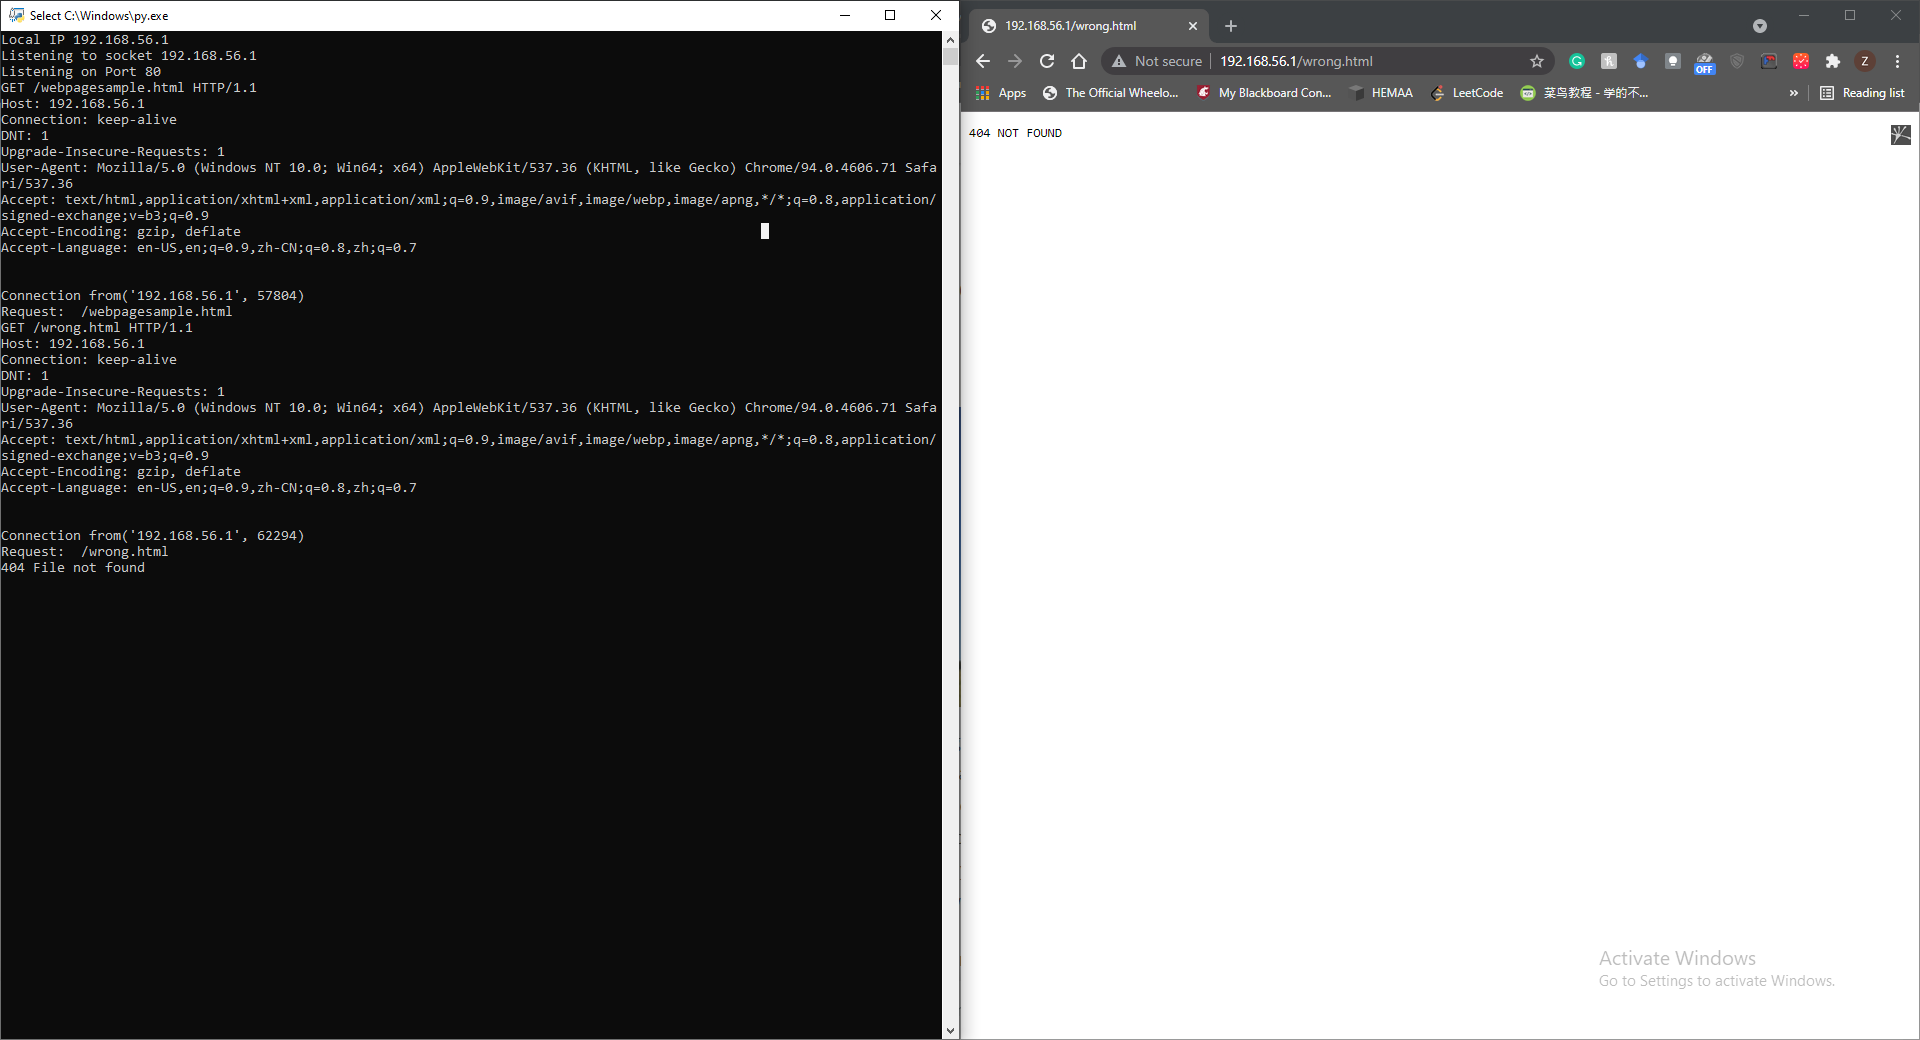 Select C:\Windows\py.exe
Local IP 192.168.56.1
Listening to socket 192.168.56.1
Listening on Port 80
GET /webpagesample.html HTTP/1.1
Host: 192.168.56.1
Connection: keep-alive
DNT: 1
Upgrade-Insecure-Requests: 1
User-Agent: Mozilla/5.0 (Windows NT 10.0; Win64; x64) AppleWebKit/537.36 (KHTML, like Gecko) Chrome/94.0.4606.71 Safa
ri/537.36
Accept: text/html,application/xhtml+xml,application/xml;q=0.9,image/avif,image/webp,image/apng,*/*;q=0.8,application/
signed-exchange;v=b3;q=0.9
Accept-Encoding: gzip, deflate
Accept-Language: en-US,en;q=0.9,zh-CN;q=0.8,zh;q=0.7
Connection from('192.168.56.1', 57804)
Request:  /webpagesample.html
GET /wrong.html HTTP/1.1
Host: 192.168.56.1
Connection: keep-alive
DNT: 1
Upgrade-Insecure-Requests: 1
User-Agent: Mozilla/5.0 (Windows NT 10.0; Win64; x64) AppleWebKit/537.36 (KHTML, like Gecko) Chrome/94.0.4606.71 Safa
ri/537.36
Accept: text/html,application/xhtml+xml,application/xml;q=0.9,image/avif,image/webp,image/apng,*/*;q=0.8,application/
signed-exchange;v=b3;q=0.9
Accept-Encoding: gzip, deflate
Accept-Language: en-US,en;q=0.9,zh-CN;q=0.8,zh;q=0.7
Connection from('192.168.56.1', 62294)
Request:  /wrong.html
404 File not found
192.168.56.1/wrong.html
Not secure 192.168.56.1/wrong.html
OFF
Z
Apps The Official Wheelo... My Blackboard Con... HEMAA LeetCode 菜鸟教程 - 学的不... » Reading list
404 NOT FOUND
Activate Windows
Go to Settings to activate Windows.